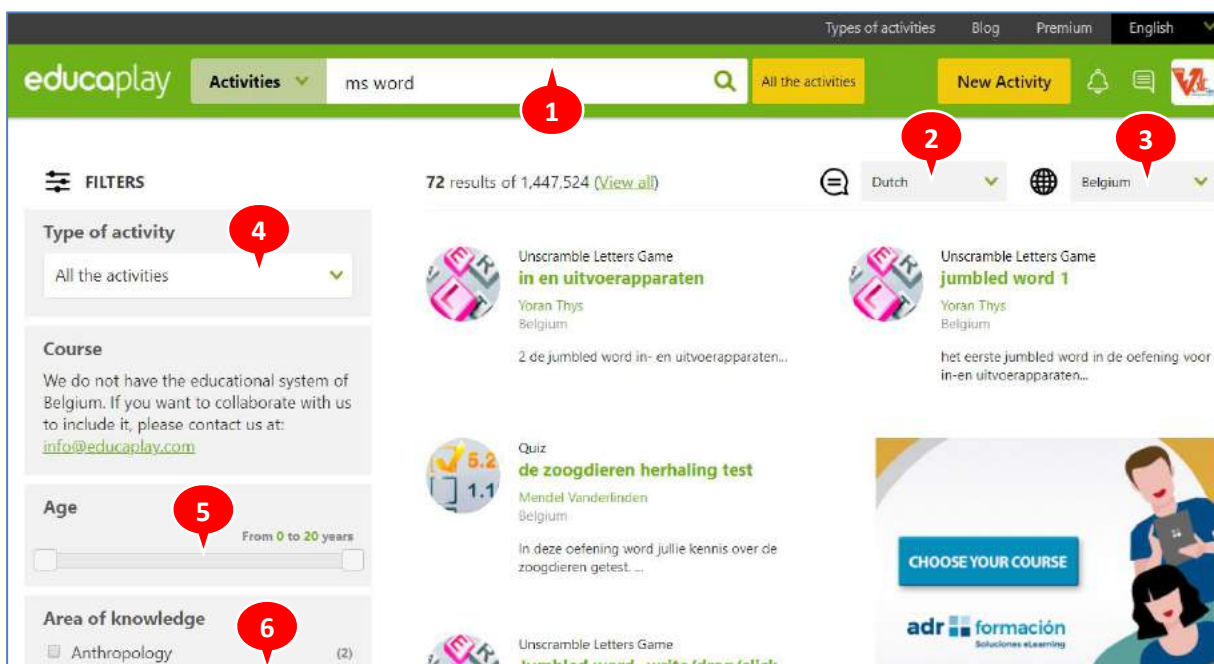 Types of activities Blog Premium English
educaplay Activities ms word All the activities New Activity
1
2
3
FILTERS
72 results of 1,447,524 (View all)
Dutch
Belgium
Type of activity
4
All the activities
Course
We do not have the educational system of
Belgium. If you want to collaborate with us
to include it, please contact us at:
info@educaplay.com
Age
5
From 0 to 20 years
Area of knowledge
6
Anthropology (2)
Unscramble Letters Game
in en uitvoerapparaten
Yoran Thys
Belgium
2 de jumbled word in- en uitvoerapparaten...
Unscramble Letters Game
jumbled word 1
Yoran Thys
Belgium
het eerste jumbled word in de oefening voor
in-en uitvoerapparaten...
5.2
1.1
Quiz
de zoogdieren herhaling test
Mendel Vanderlinden
Belgium
In deze oefening word jullie kennis over de
zoogdieren getest. ...
CHOOSE YOUR COURSE
adr formación
Soluciones eLearning
Unscramble Letters Game
Jumbled word